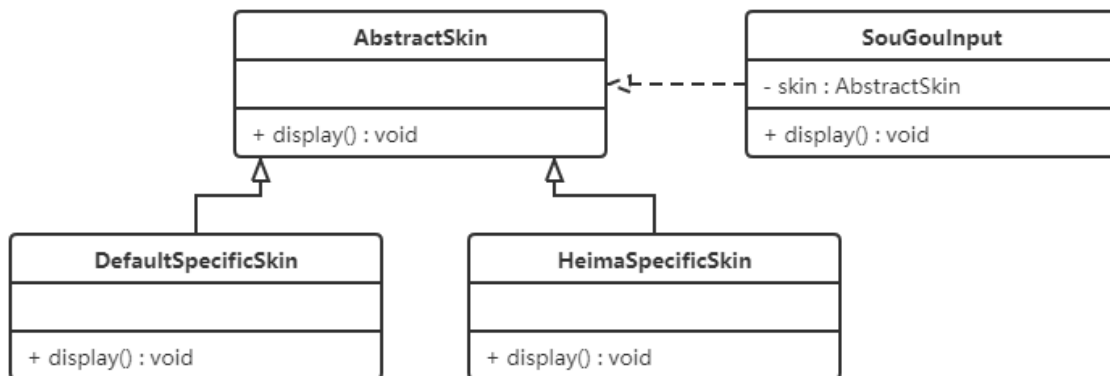 AbstractSkin
+ display() : void
SouGouInput
- skin : AbstractSkin
+ display() : void
DefaultSpecificSkin
+ display() : void
HeimaSpecificSkin
+ display() : void